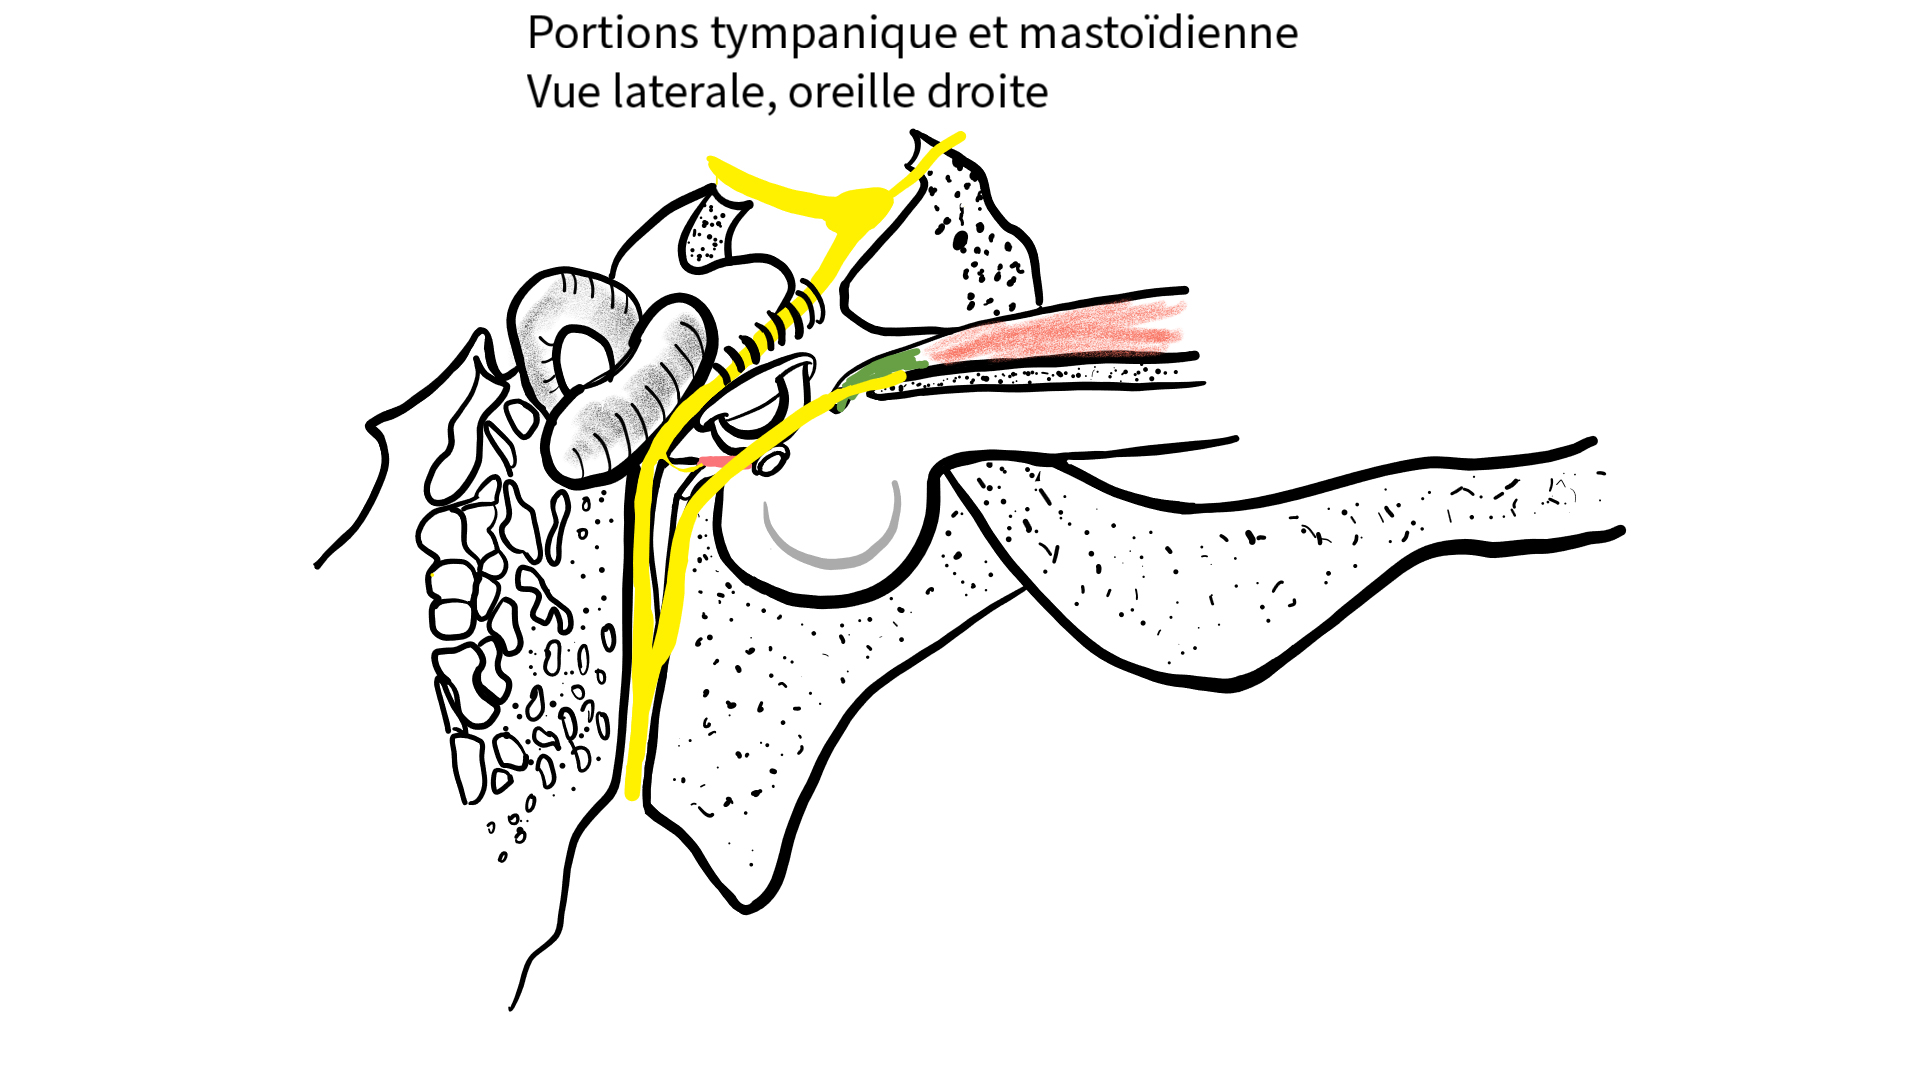 Portions tympanique et mastoïdienne
Vue laterale, oreille droite